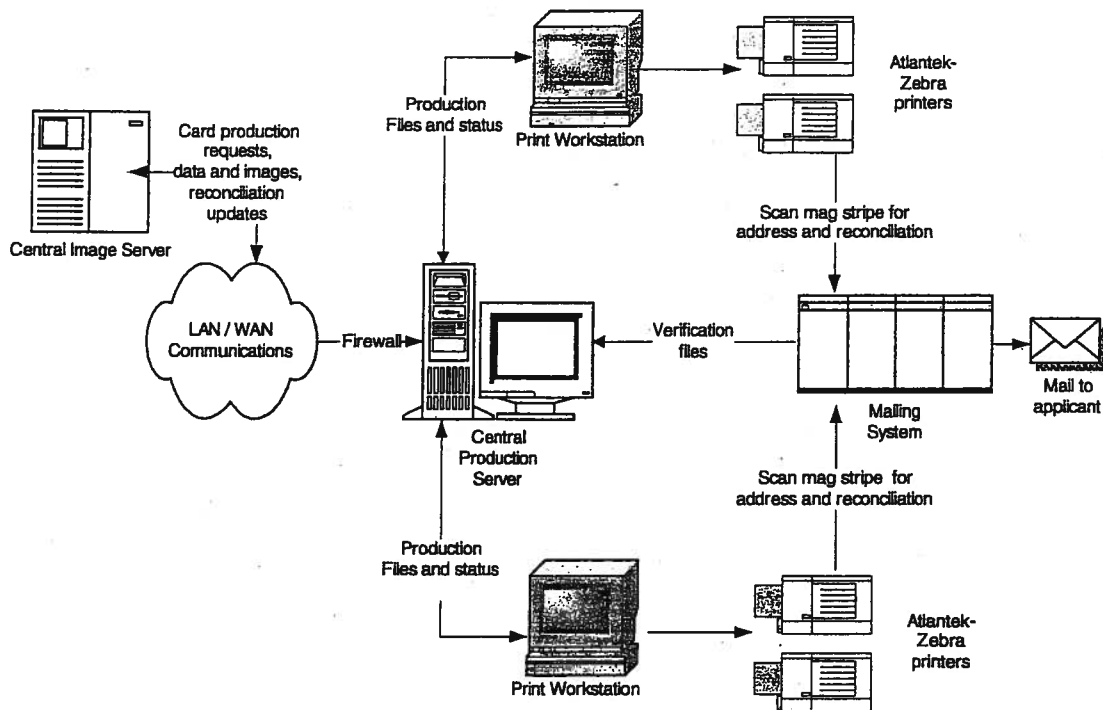 Atlantek-
Zebra
printers
Production
Files and status
Print Workstation
Card production
requests,
data and images,
reconciliation
updates
Central Image Server
Scan mag stripe for
address and reconciliation
LAN / WAN
Communications
Firewall
Verification
files
Mail to
applicant
Mailing
System
Central
Production
Server
Scan mag stripe for
address and reconciliation
Production
Files and status
Atlantek-
Zebra
printers
Print Workstation